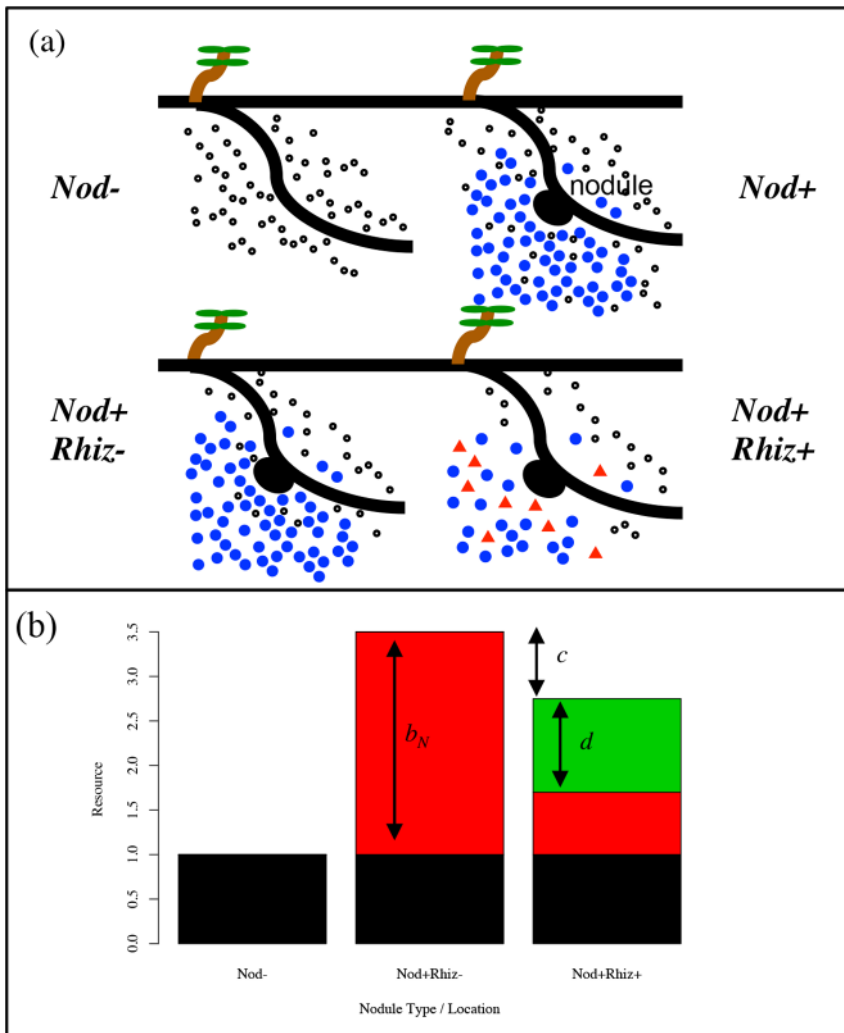 (a)
Nod-
nodule
Nod+
Nod+
Rhiz-
Nod+
Rhiz+
(b)
Resource
0.0
0.5
1.0
1.5
2.0
2.5
3.0
3.5
b_N
c
d
Nod-
Nod+Rhiz-
Nod+Rhiz+
Nodule Type / Location